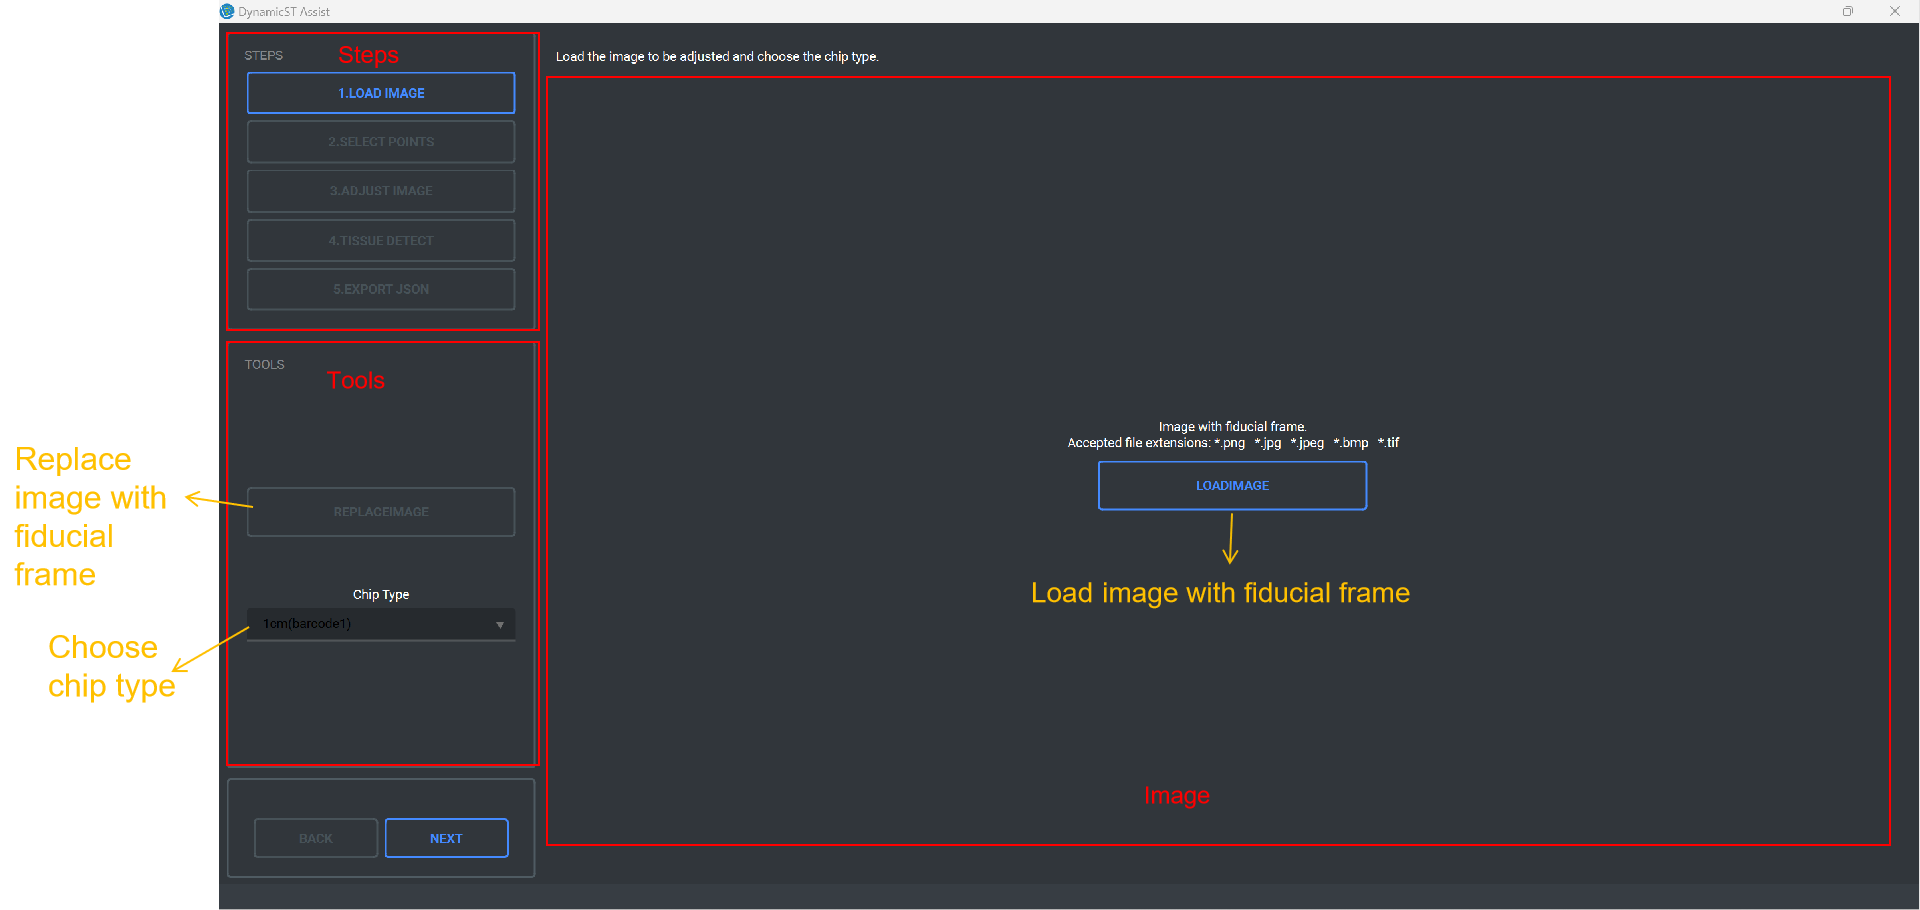 DynamicST Assist
STEPS
Steps
1.LOAD IMAGE
2.SELECT POINTS
3.ADJUST IMAGE
4.TISSUE DETECT
5.EXPORT JSON
TOOLS
Tools
Replace
image with
fiducial
frame
REPLACEIMAGE
Chip Type
1cm(barcode1)
Choose
chip type
BACK
NEXT
Load the image to be adjusted and choose the chip type.
Image with fiducial frame.
Accepted file extensions: *.png *.jpg *.jpeg *.bmp *.tif
LOADIMAGE
Load image with fiducial frame
Image